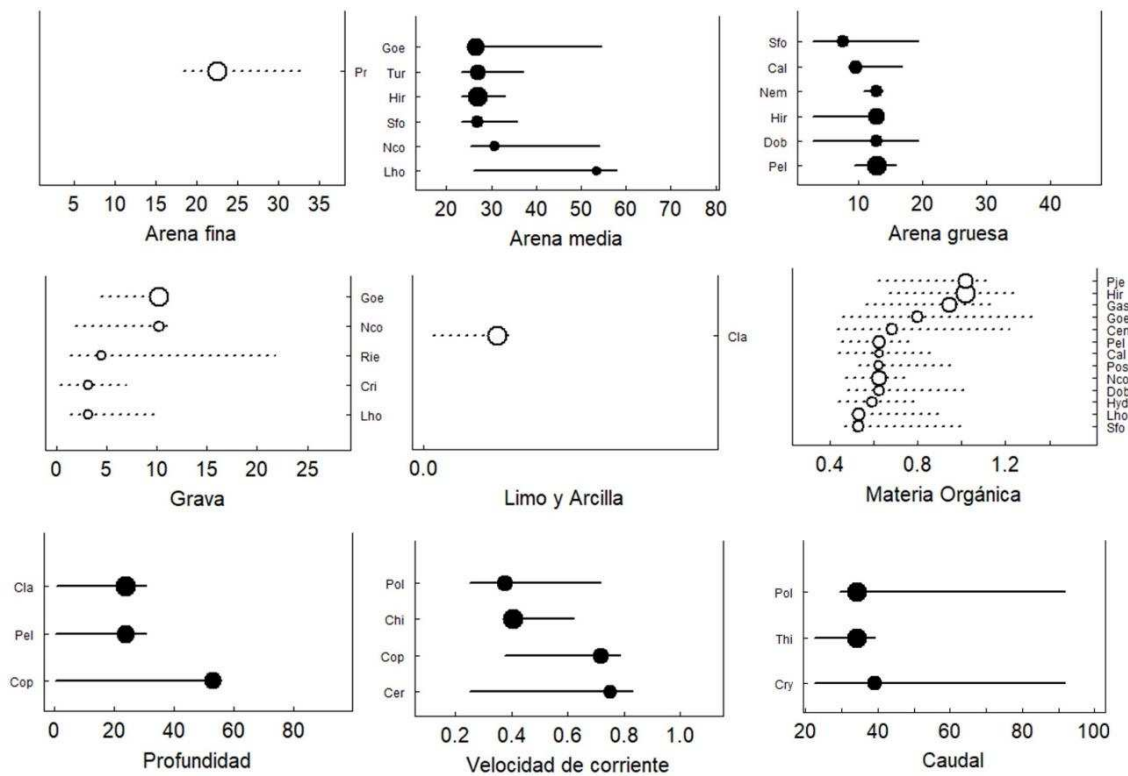 Pr
5 10 15 20 25 30 35
Arena fina
Goe
Tur
Hir
Sfo
Nco
Lho
20 30 40 50 60 70 80
Arena media
Sfo
Cal
Nem
Hir
Dob
Pel
10 20 30 40
Arena gruesa
Goe
Nco
Rie
Cri
Lho
0 5 10 15 20 25
Grava
Cla
0.0
Limo y Arcilla
Pje
Hir
Gas
Goe
Cen
Pel
Cal
Pos
Nco
Dob
Hyd
Lho
Sfo
0.4 0.8 1.2
Materia Orgánica
Cla
Pel
Cop
0 20 40 60 80
Profundidad
Pol
Chi
Cop
Cer
0.2 0.4 0.6 0.8 1.0
Velocidad de corriente
Pol
Thi
Cry
20 40 60 80 100
Caudal